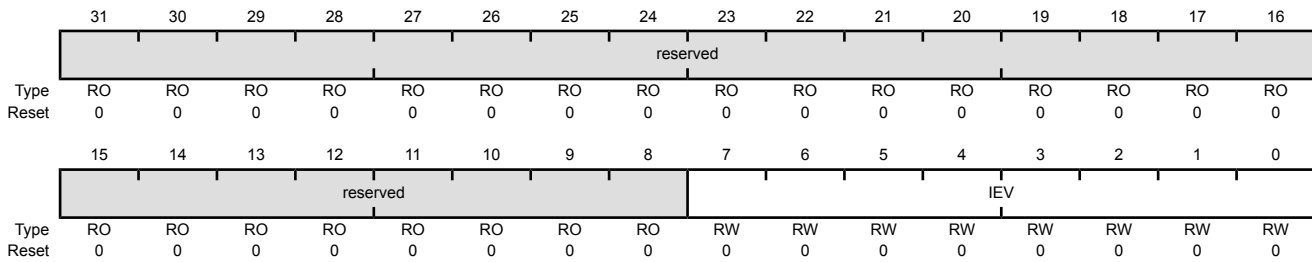 31 30 29 28 27 26 25 24 23 22 21 20 19 18 17 16
reserved
Type RO RO RO RO RO RO RO RO RO RO RO RO RO RO RO RO
Reset 0 0 0 0 0 0 0 0 0 0 0 0 0 0 0 0
15 14 13 12 11 10 9 8 7 6 5 4 3 2 1 0
reserved IEV
Type RO RO RO RO RO RO RO RO RW RW RW RW RW RW RW RW
Reset 0 0 0 0 0 0 0 0 0 0 0 0 0 0 0 0